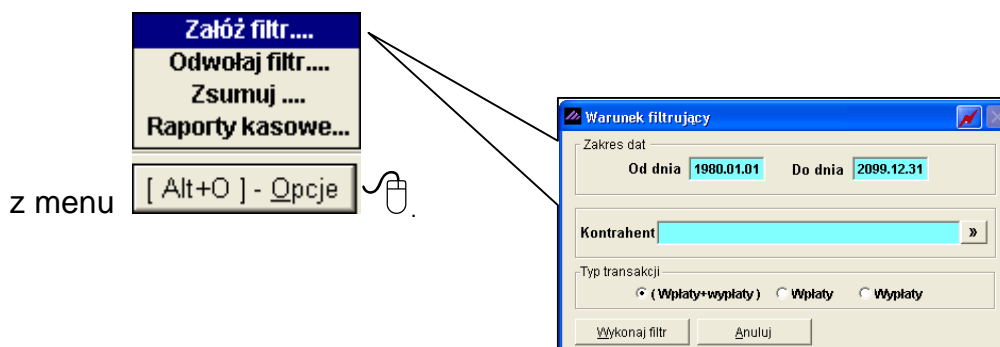 Załóż filtr....
Odwołaj filtr....
Zsumuj ....
Raporty kasowe...
z menu [ Alt+O ] - Opcje .
Warunek filtrujący
Zakres dat
Od dnia 1980.01.01 Do dnia 2099.12.31
Kontrahent »
Typ transakcji
( Wpłaty+wypłaty ) Wpłaty Wypłaty
Wykonaj filtr Anuluj